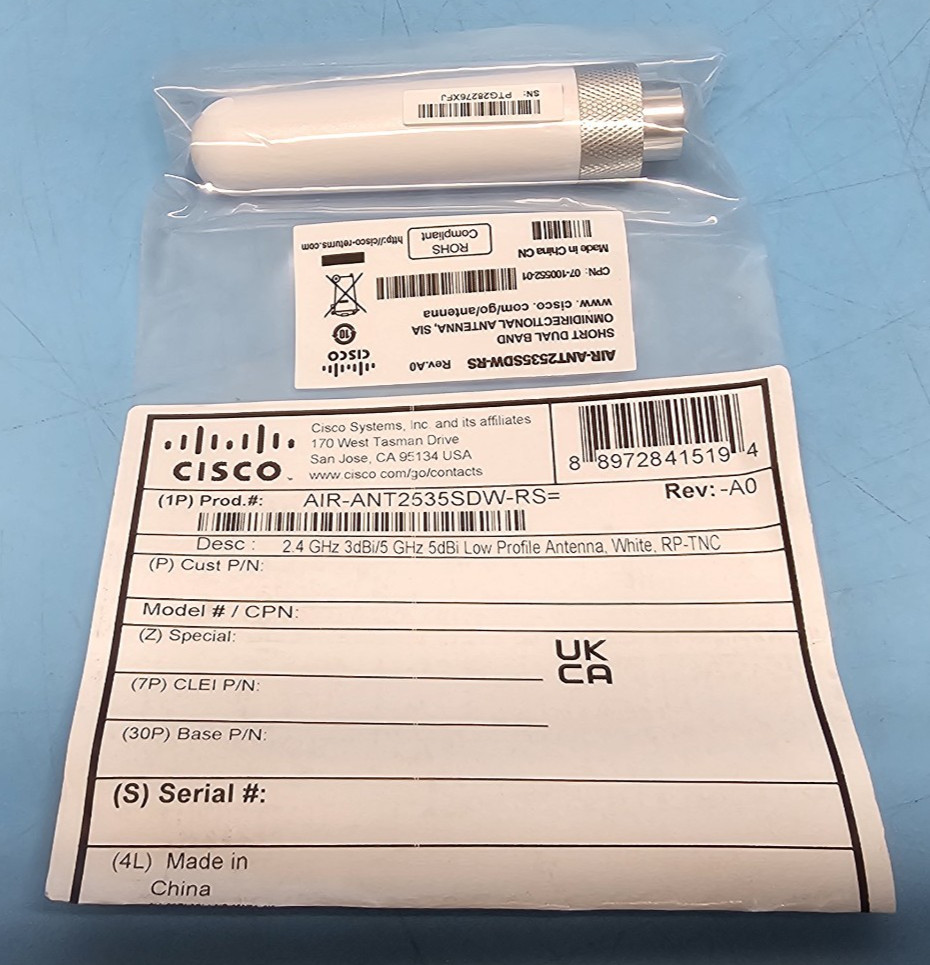 SN: PTG28276XFJ
AIR-ANT2535SDW-RS Rev.A0
SHORT DUAL BAND
OMNIDIRECTIONAL ANTENNA, SIA
www. cisco. com/go/antenna
CPN: 07-100552-01
Made in China CN
CISCO
10
ROHS
Compliant
http://cisco-returns.com
CISCO
Cisco Systems, Inc. and its affiliates
170 West Tasman Drive
San Jose, CA 95134 USA
www.cisco.com/go/contacts
8 89728 41519 4
(1P) Prod.#: AIR-ANT2535SDW-RS=
Rev: -A0
Desc : 2.4 GHz 3dBi/5 GHz 5dBi Low Profile Antenna, White, RP-TNC
(P) Cust P/N:
Model # / CPN:
(Z) Special:
UK
CA
(7P) CLEI P/N:
(30P) Base P/N:
(S) Serial #:
(4L) Made in
China